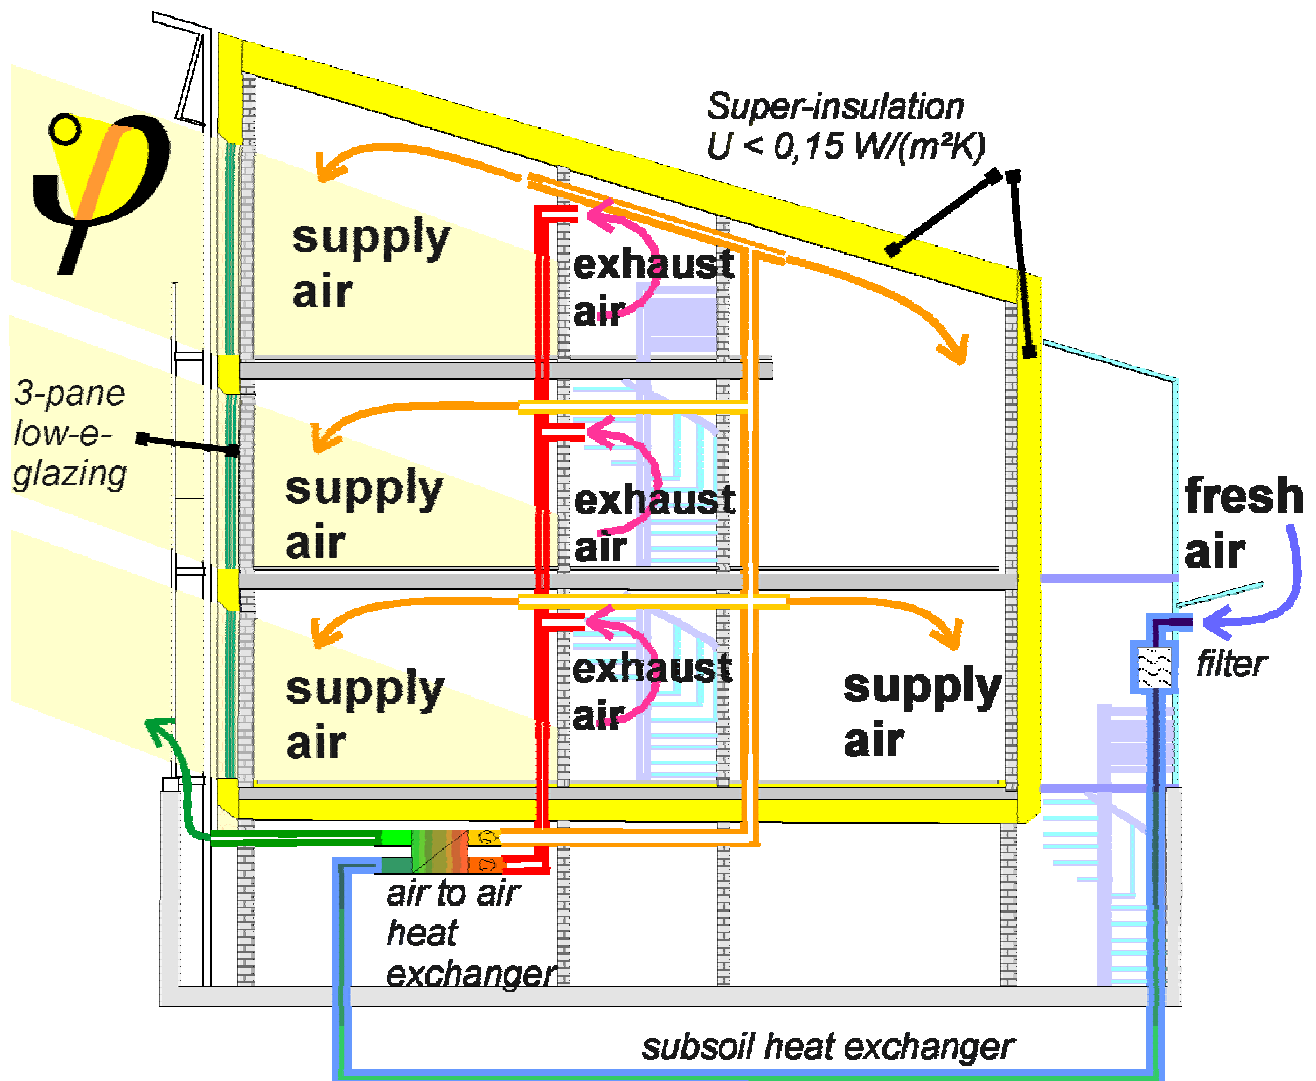 Super-insulation
U < 0,15 W/(m²K)
supply
air
exhaust
air
3-pane
low-e-
glazing
supply
air
exhaust
air
fresh
air
filter
supply
air
exhaust
air
supply
air
air to air
heat
exchanger
subsoil heat exchanger